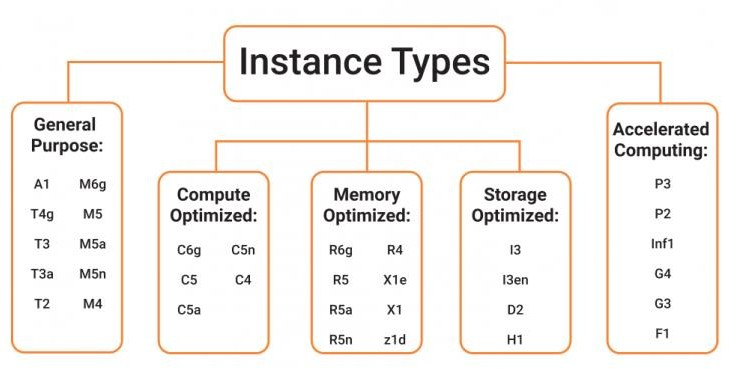 Instance Types
General
Purpose:
A1 M6g
T4g M5
T3 M5a
T3a M5n
T2 M4
Compute
Optimized:
C6g C5n
C5 C4
C5a
Memory
Optimized:
R6g R4
R5 X1e
R5a X1
R5n z1d
Storage
Optimized:
I3
I3en
D2
H1
Accelerated
Computing:
P3
P2
Inf1
G4
G3
F1